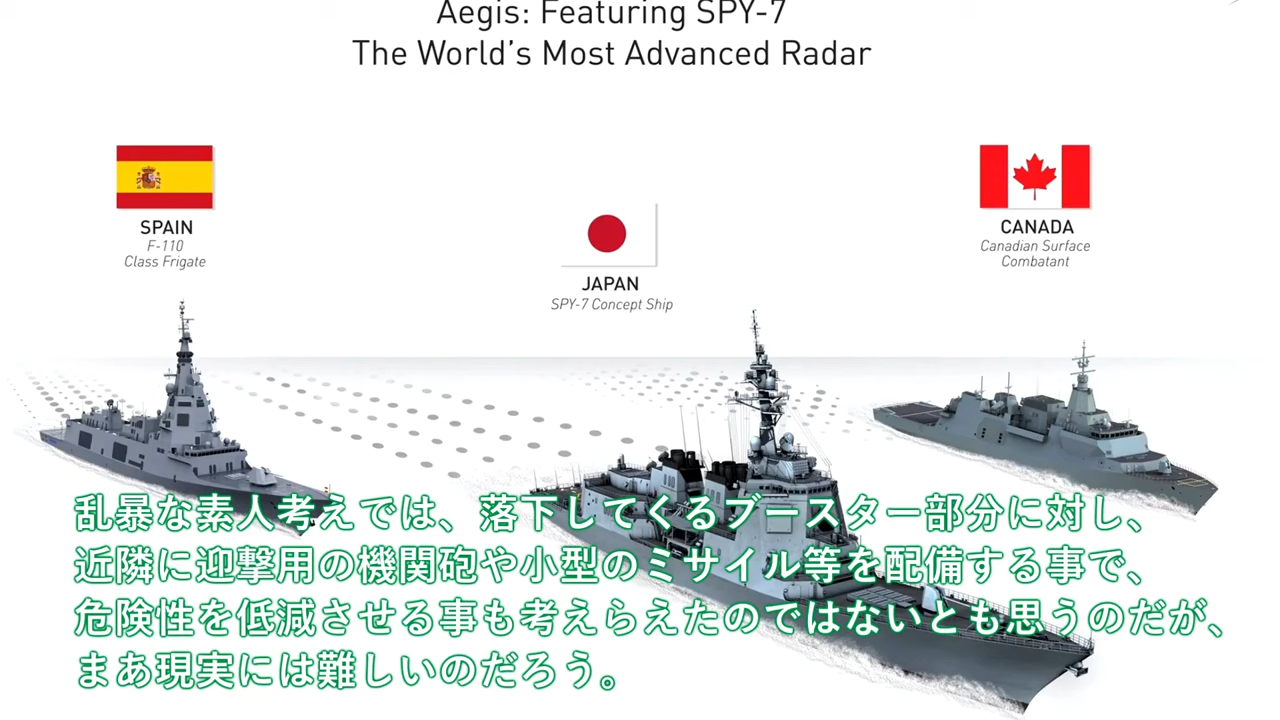 Aegis: Featuring SPY-7
The World's Most Advanced Radar
SPAIN
F-110
Class Frigate
JAPAN
SPY-7 Concept Ship
CANADA
Canadian Surface
Combatant
乱暴な素人考えでは、落下してくるブースター部分に対し、
近隣に迎撃用の機関砲や小型のミサイル等を配備する事で、
危険性を低減させる事も考えらえたのではないとも思うのだが、
まあ現実には難しいのだろう。